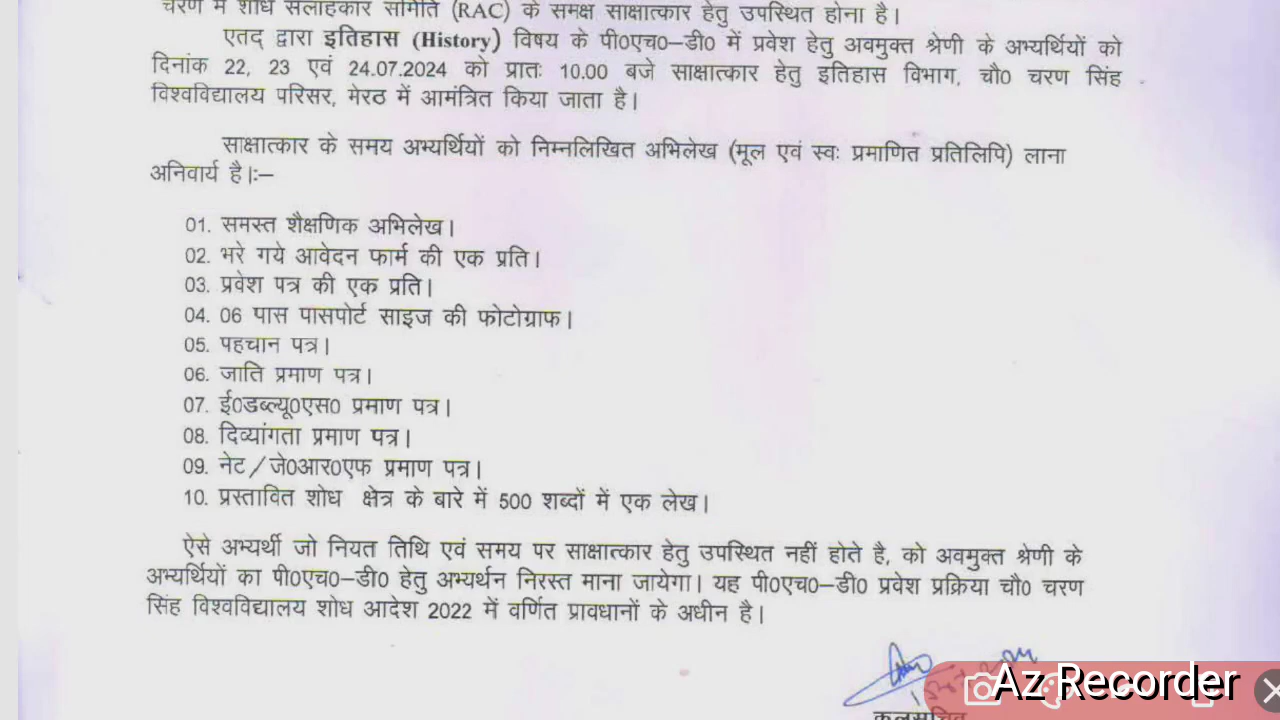 चरण में शोध सलाहकार समिति (RAC) के समक्ष साक्षात्कार हेतु उपस्थित होना है।
एतद् द्वारा इतिहास (History) विषय के पी0एच0–डी0 में प्रवेश हेतु अवमुक्त श्रेणी के अभ्यर्थियों को
दिनांक 22, 23 एवं 24.07.2024 को प्रातः 10.00 बजे साक्षात्कार हेतु इतिहास विभाग, चौ0 चरण सिंह
विश्वविद्यालय परिसर, मेरठ में आमंत्रित किया जाता है।
साक्षात्कार के समय अभ्यर्थियों को निम्नलिखित अभिलेख (मूल एवं स्वः प्रमाणित प्रतिलिपि) लाना
अनिवार्य है।:–
01. समस्त शैक्षणिक अभिलेख।
02. भरे गये आवेदन फार्म की एक प्रति।
03. प्रवेश पत्र की एक प्रति।
04. 06 पास पासपोर्ट साइज की फोटोग्राफ।
05. पहचान पत्र।
06. जाति प्रमाण पत्र।
07. ई0डब्ल्यू0एस0 प्रमाण पत्र।
08. दिव्यांगता प्रमाण पत्र।
09. नेट/जे0आर0एफ प्रमाण पत्र।
10. प्रस्तावित शोध क्षेत्र के बारे में 500 शब्दों में एक लेख।
ऐसे अभ्यर्थी जो नियत तिथि एवं समय पर साक्षात्कार हेतु उपस्थित नहीं होते है, को अवमुक्त श्रेणी के
अभ्यर्थियों का पी0एच0–डी0 हेतु अभ्यर्थन निरस्त माना जायेगा। यह पी0एच0–डी0 प्रवेश प्रक्रिया चौ0 चरण
सिंह विश्वविद्यालय शोध आदेश 2022 में वर्णित प्रावधानों के अधीन है।
Az Recorder
कुलसचिव